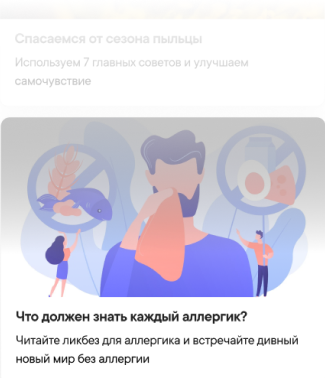 Спасаемся от сезона пыльцы
Используем 7 главных советов и улучшаем
самочувствие
Что должен знать каждый аллергик?
Читайте ликбез для аллергика и встречайте дивный
новый мир без аллергии